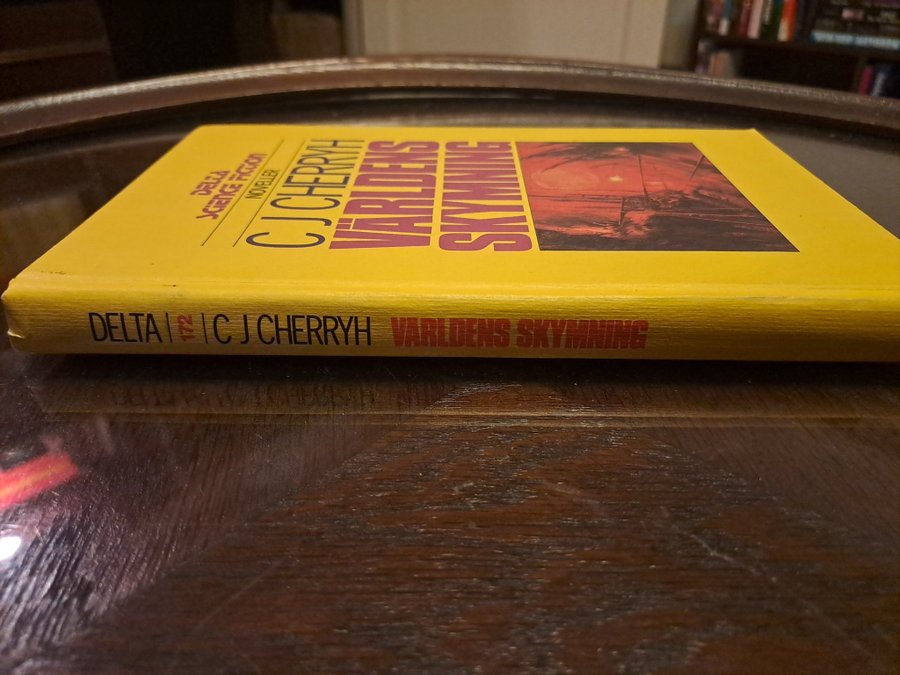 DELTA
SCIENCE FICTION
NOVELLER
C J CHERRYH
VÄRLDENS
SKYMNING
DELTA | 172 | C J CHERRYH VÄRLDENS SKYMNING